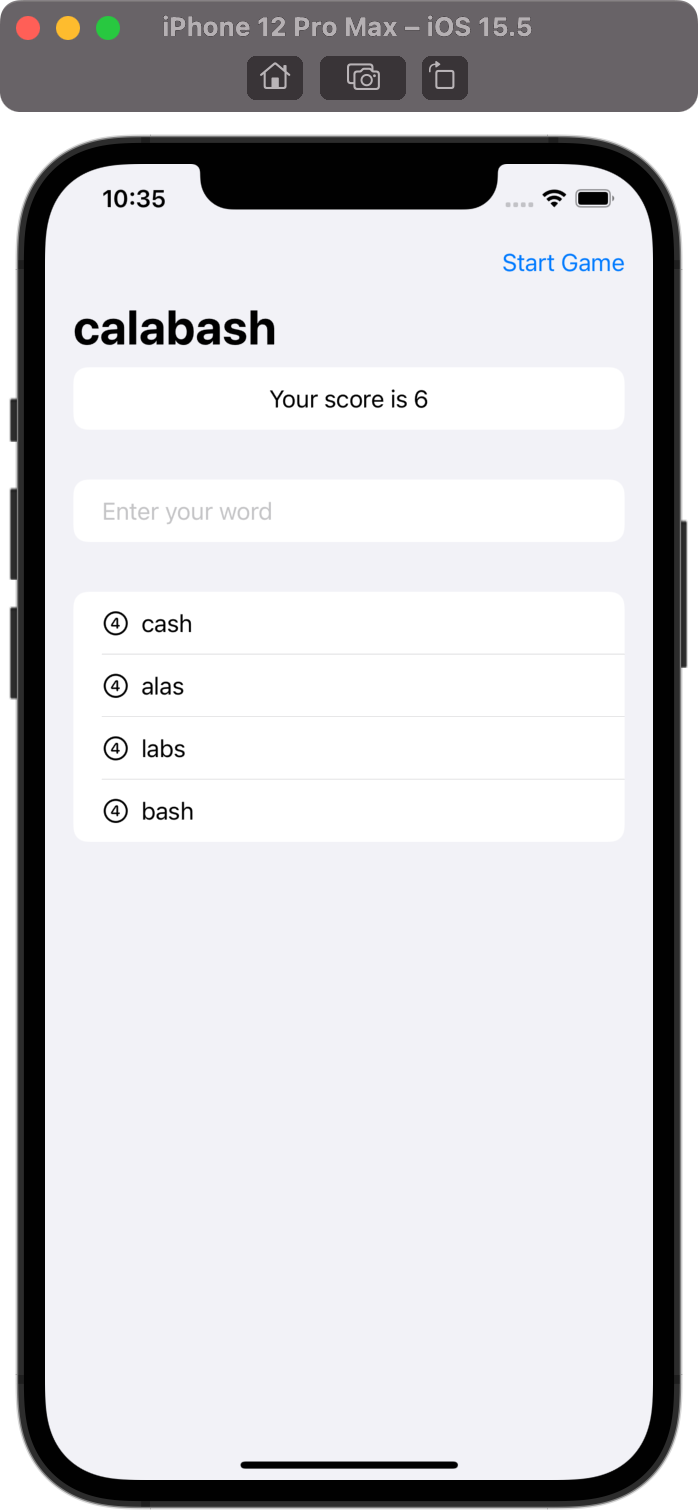 iPhone 12 Pro Max – iOS 15.5
10:35
Start Game
calabash
Your score is 6
Enter your word
4 cash
4 alas
4 labs
4 bash